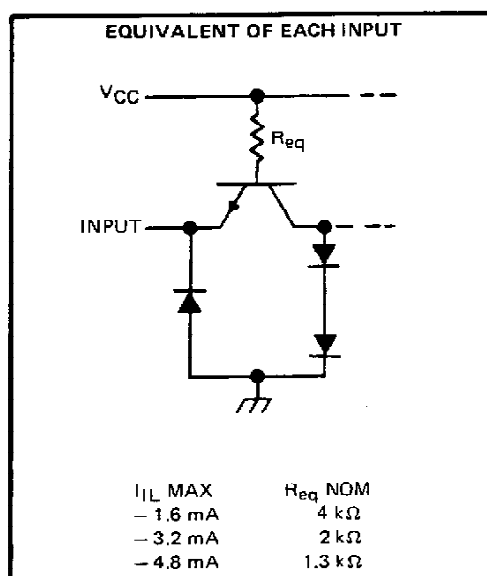 EQUIVALENT OF EACH INPUT
VCC
Req
INPUT
IIL MAX Req NOM
– 1.6 mA 4 kΩ
– 3.2 mA 2 kΩ
– 4.8 mA 1.3 kΩ